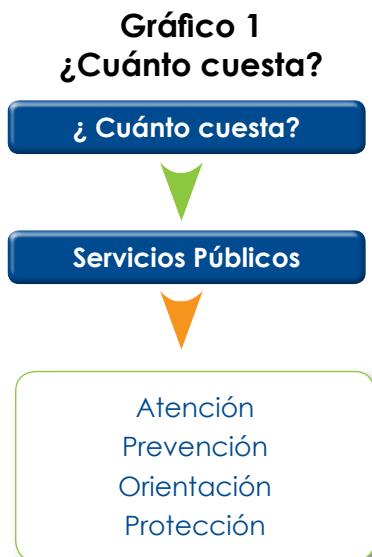 Gráfico 1
¿Cuánto cuesta?
¿ Cuánto cuesta?
Servicios Públicos
Atención
Prevención
Orientación
Protección